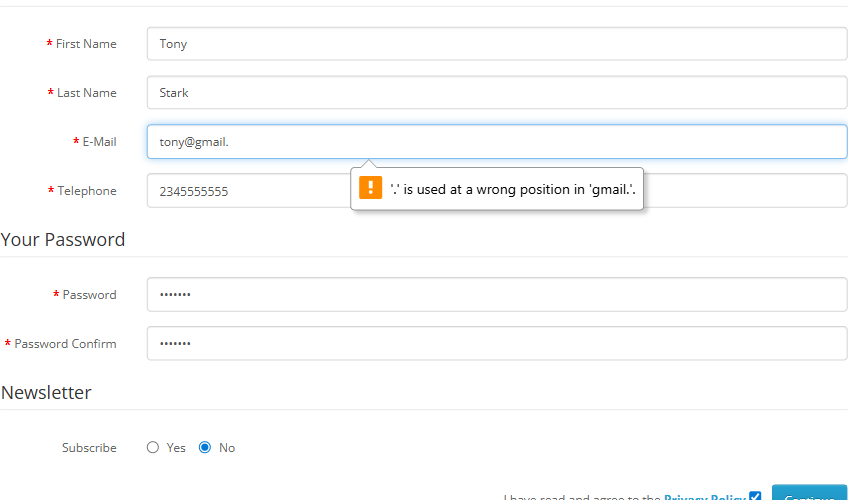 * First Name Tony
* Last Name Stark
* E-Mail tony@gmail.
'.' is used at a wrong position in 'gmail.'.
* Telephone 2345555555
Your Password
* Password •••••••
* Password Confirm •••••••
Newsletter
Subscribe Yes No
I have read and agree to the Privacy Policy Continue